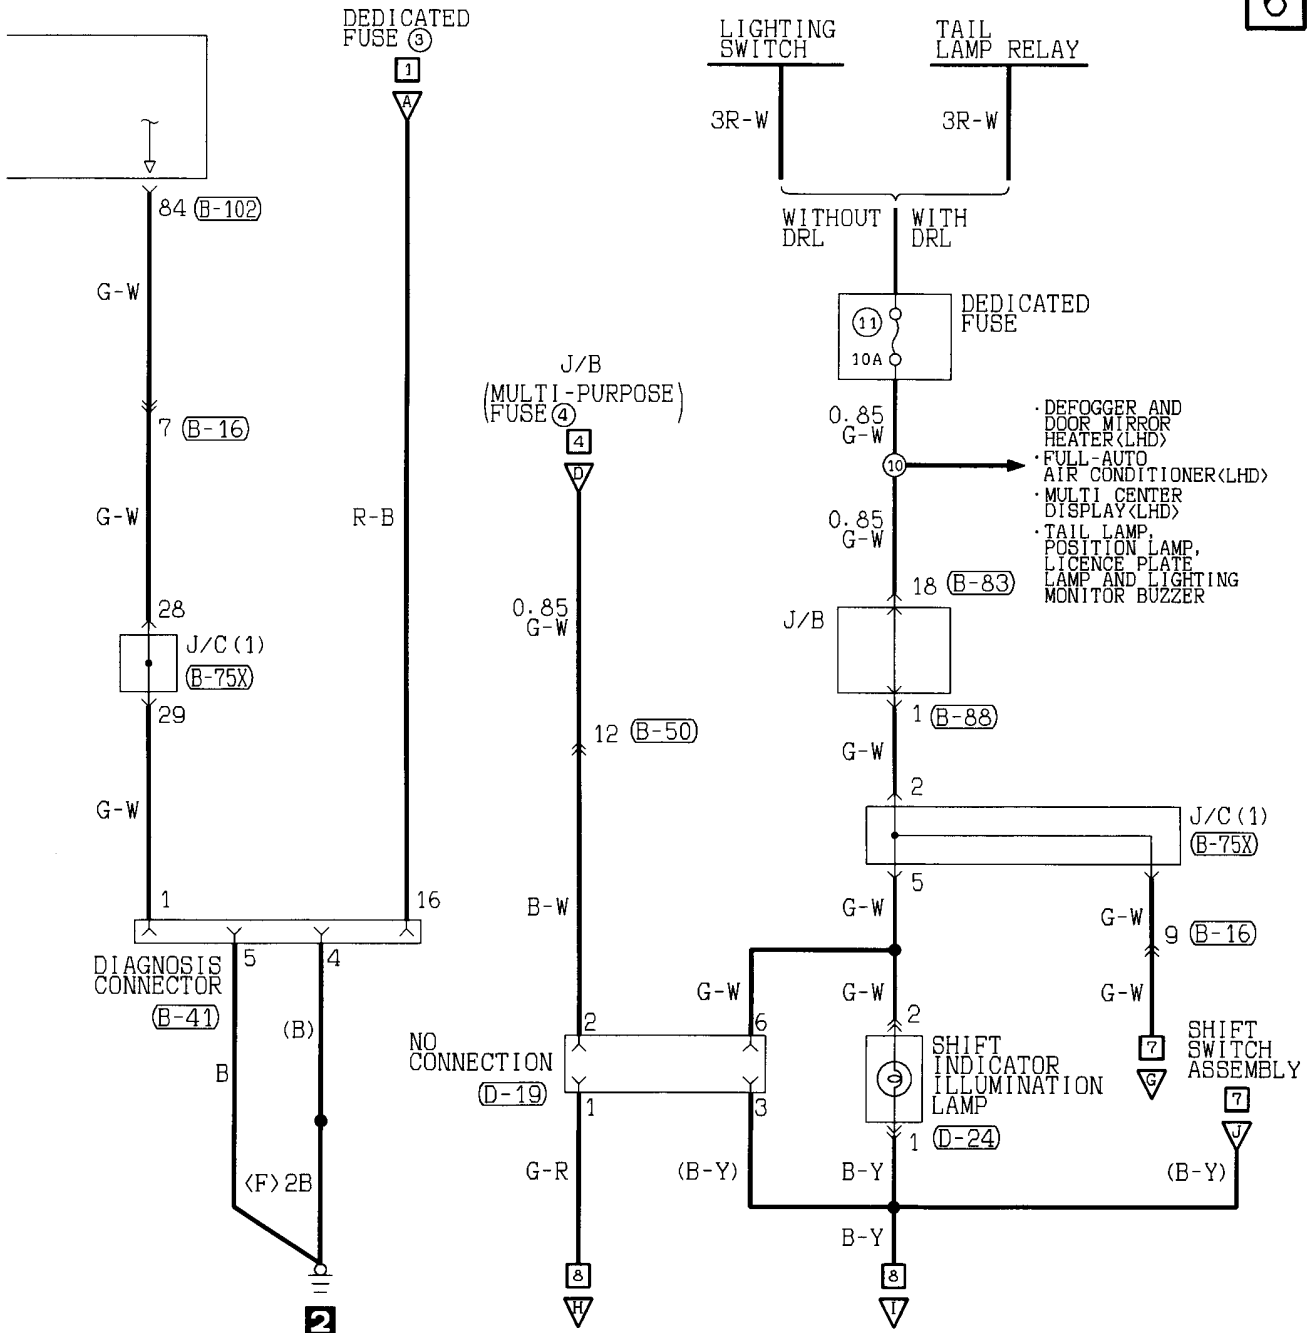 6
DEDICATED
FUSE ③
1
A
LIGHTING
SWITCH
TAIL
LAMP RELAY
3R-W
3R-W
84 (B-102)
WITHOUT
DRL
WITH
DRL
G-W
DEDICATED
FUSE
11
10A
J/B
(MULTI-PURPOSE)
FUSE ④
4
D
7 (B-16)
0.85
G-W
10
· DEFOGGER AND
DOOR MIRROR
HEATER<LHD>
· FULL-AUTO
AIR CONDITIONER<LHD>
· MULTI CENTER
DISPLAY<LHD>
· TAIL LAMP,
POSITION LAMP,
LICENCE PLATE
LAMP AND LIGHTING
MONITOR BUZZER
G-W
R-B
0.85
G-W
18 (B-83)
J/B
28
J/C(1)
(B-75X)
29
0.85
G-W
1 (B-88)
12 (B-50)
G-W
2
G-W
J/C(1)
(B-75X)
5
1
16
B-W
G-W
G-W
9 (B-16)
5
4
DIAGNOSIS
CONNECTOR
(B-41)
G-W
G-W
G-W
2
2
6
NO
CONNECTION
(D-19)
SHIFT
INDICATOR
ILLUMINATION
LAMP
7
G
SHIFT
SWITCH
ASSEMBLY
7
J
(B)
B
1
3
1 (D-24)
<F>2B
G-R
(B-Y)
B-Y
(B-Y)
B-Y
8
H
8
I
2